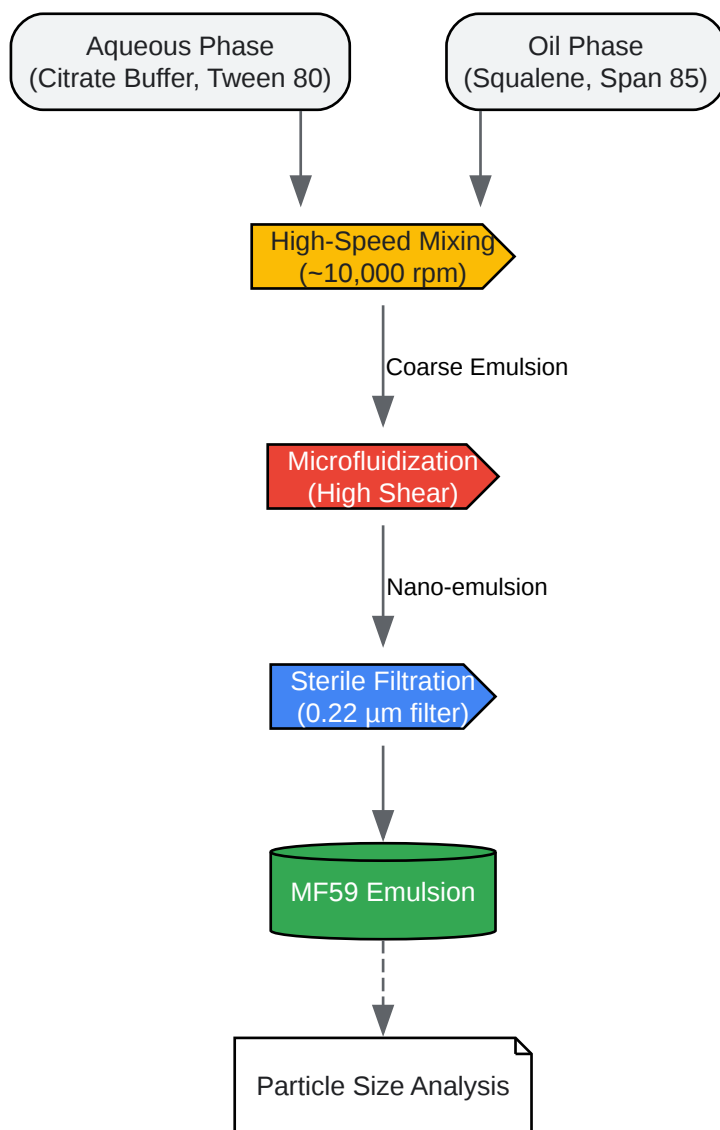 Aqueous Phase
(Citrate Buffer, Tween 80)
Oil Phase
(Squalene, Span 85)
High-Speed Mixing
(~10,000 rpm)
Coarse Emulsion
Microfluidization
(High Shear)
Nano-emulsion
Sterile Filtration
(0.22 µm filter)
MF59 Emulsion
Particle Size Analysis